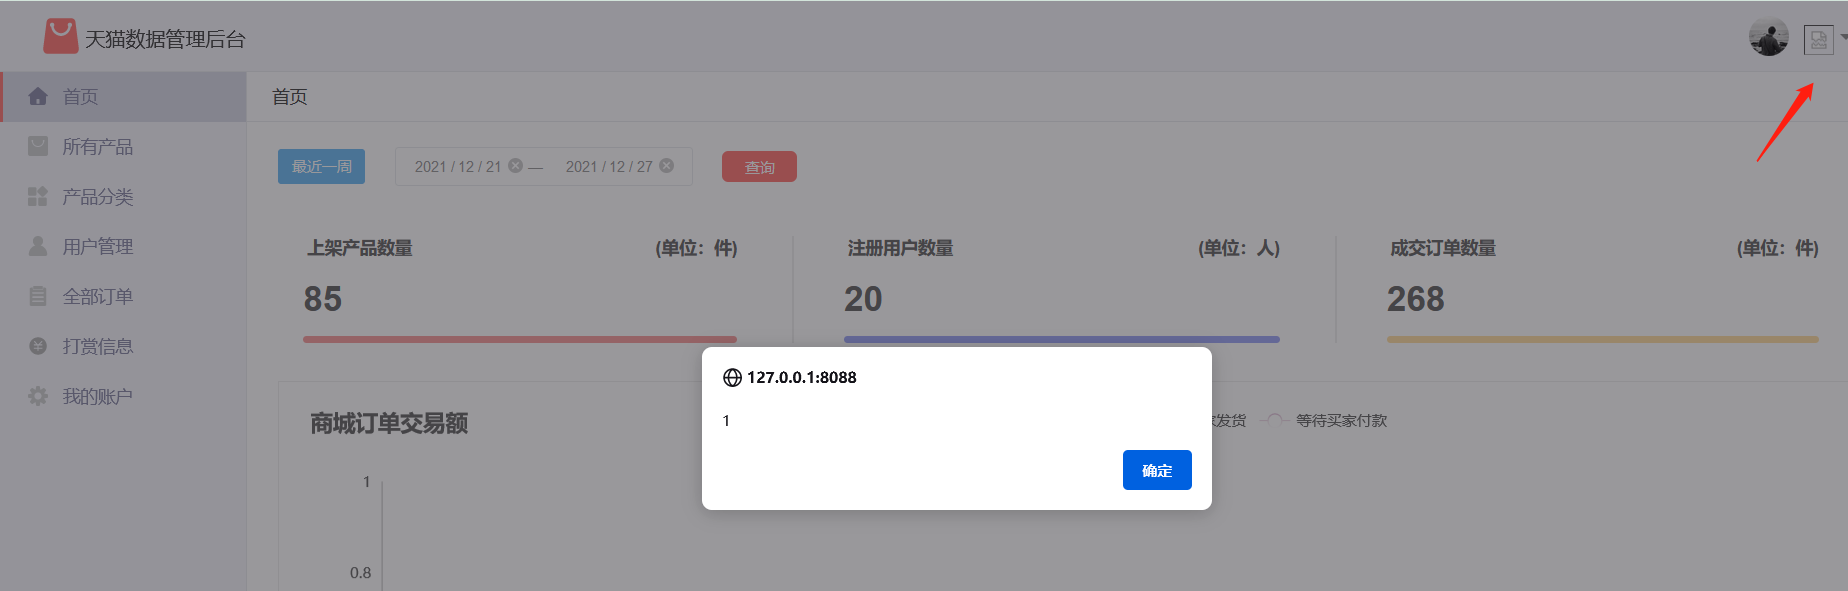 天猫数据管理后台
首页
所有产品
产品分类
用户管理
全部订单
打赏信息
我的账户
首页
最近一周 2021 / 12 / 21 — 2021 / 12 / 27 查询
上架产品数量 (单位：件)
85
注册用户数量 (单位：人)
20
成交订单数量 (单位：件)
268
商城订单交易额
发货 等待买家付款
1
0.8
127.0.0.1:8088
1
确定